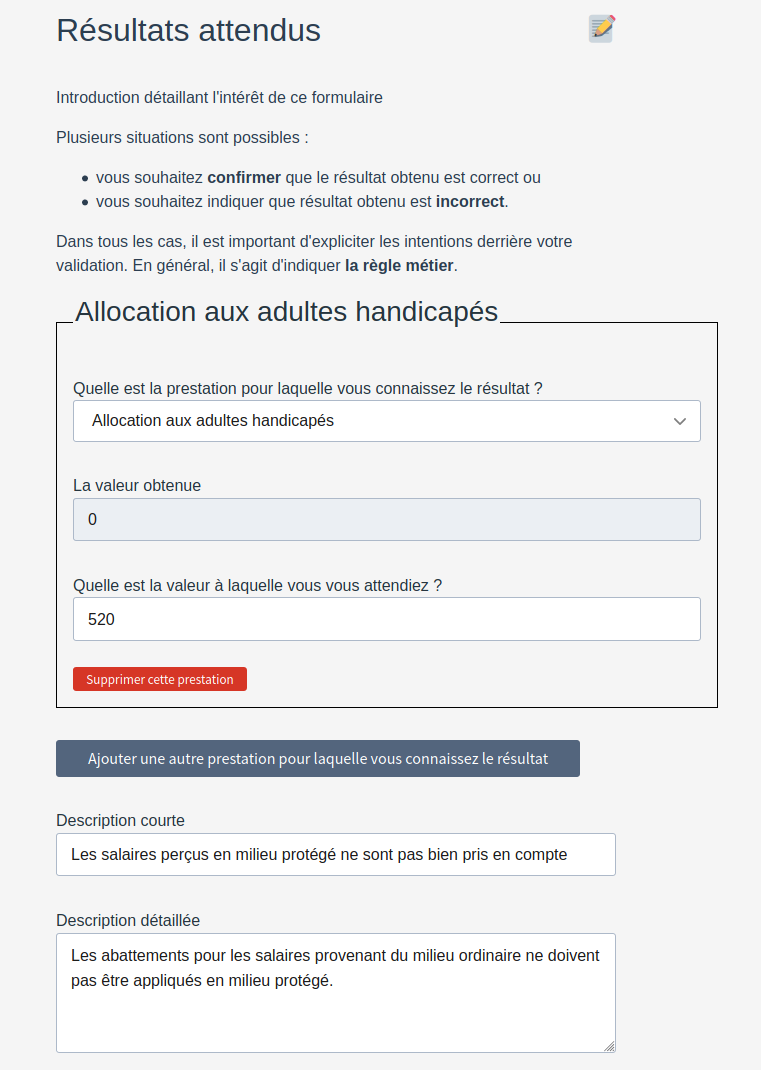 Résultats attendus
Introduction détaillant l'intérêt de ce formulaire
Plusieurs situations sont possibles :
vous souhaitez confirmer que le résultat obtenu est correct ou
vous souhaitez indiquer que résultat obtenu est incorrect.
Dans tous les cas, il est important d'expliciter les intentions derrière votre
validation. En général, il s'agit d'indiquer la règle métier.
Allocation aux adultes handicapés
Quelle est la prestation pour laquelle vous connaissez le résultat ?
Allocation aux adultes handicapés
La valeur obtenue
0
Quelle est la valeur à laquelle vous vous attendiez ?
520
Supprimer cette prestation
Ajouter une autre prestation pour laquelle vous connaissez le résultat
Description courte
Les salaires perçus en milieu protégé ne sont pas bien pris en compte
Description détaillée
Les abattements pour les salaires provenant du milieu ordinaire ne doivent
pas être appliqués en milieu protégé.